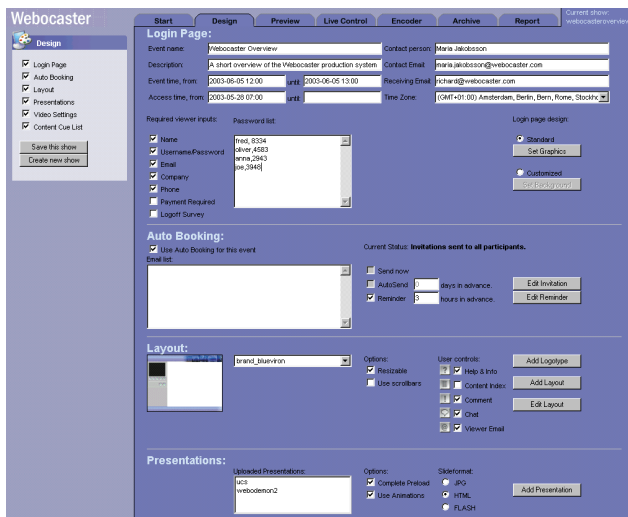 Webocaster
Start
Design
Preview
Live Control
Encoder
Archive
Report
Current show:
webocasteroverview
Design
Login Page
Auto Booking
Layout
Presentations
Video Settings
Content Cue List
Save this show
Create new show
Login Page:
Event name: Webocaster Overview Contact person: Maria Jakobsson
Description: A short overview of the Webocaster production system Contact Email: maria.jakobsson@webocaster.com
Event time, from: 2003-06-05 12:00 until: 2003-06-05 13:00 Receiving Email: richard@webocaster.com
Access time, from: 2003-05-28 07:00 until: Time Zone: (GMT+01:00) Amsterdam, Berlin, Bern, Rome, Stockho
Required viewer inputs:
Name
Username/Password
Email
Company
Phone
Payment Required
Logoff Survey
Password list:
fred, 8334
oliver,4583
anna,2943
joe,3948
Login page design:
Standard
Set Graphics
Customized
Set Background
Auto Booking:
Use Auto Booking for this event
Email list:
Current Status: Invitations sent to all participants.
Send now
AutoSend 0 days in advance.
Reminder 3 hours in advance.
Edit Invitation
Edit Reminder
Layout:
brand_blueviron
Options:
Resizable
Use scrollbars
User controls:
Help & Info
Content Index
Comment
Chat
Viewer Email
Add Logotype
Add Layout
Edit Layout
Presentations:
Uploaded Presentations:
ucs
webodemon2
Options:
Complete Preload
Use Animations
Slideformat:
JPG
HTML
FLASH
Add Presentation